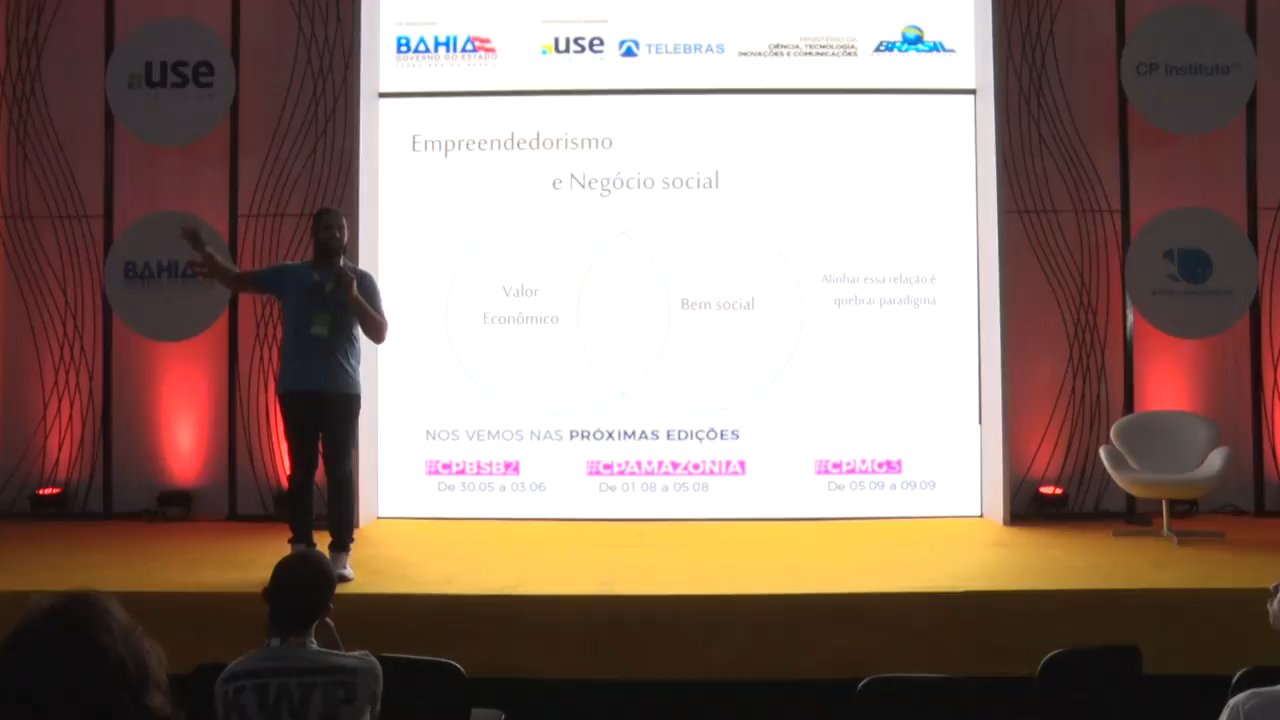 BAHIA
GOVERNO DO ESTADO
use
TELEBRAS
MINISTÉRIO DA
CIÊNCIA, TECNOLOGIA,
INOVAÇÕES E COMUNICAÇÕES
BRASIL
use
CP Instituto
BAHIA
Empreendedorismo
e Negócio social
Valor
Econômico
Bem social
Alinhar essa relação é
quebrar paradigma
NOS VEMOS NAS PRÓXIMAS EDIÇÕES
#CPBSB2
De 30.05 a 03.06
#CPAMAZONIA
De 01.08 a 05.08
#CPMG3
De 05.09 a 09.09